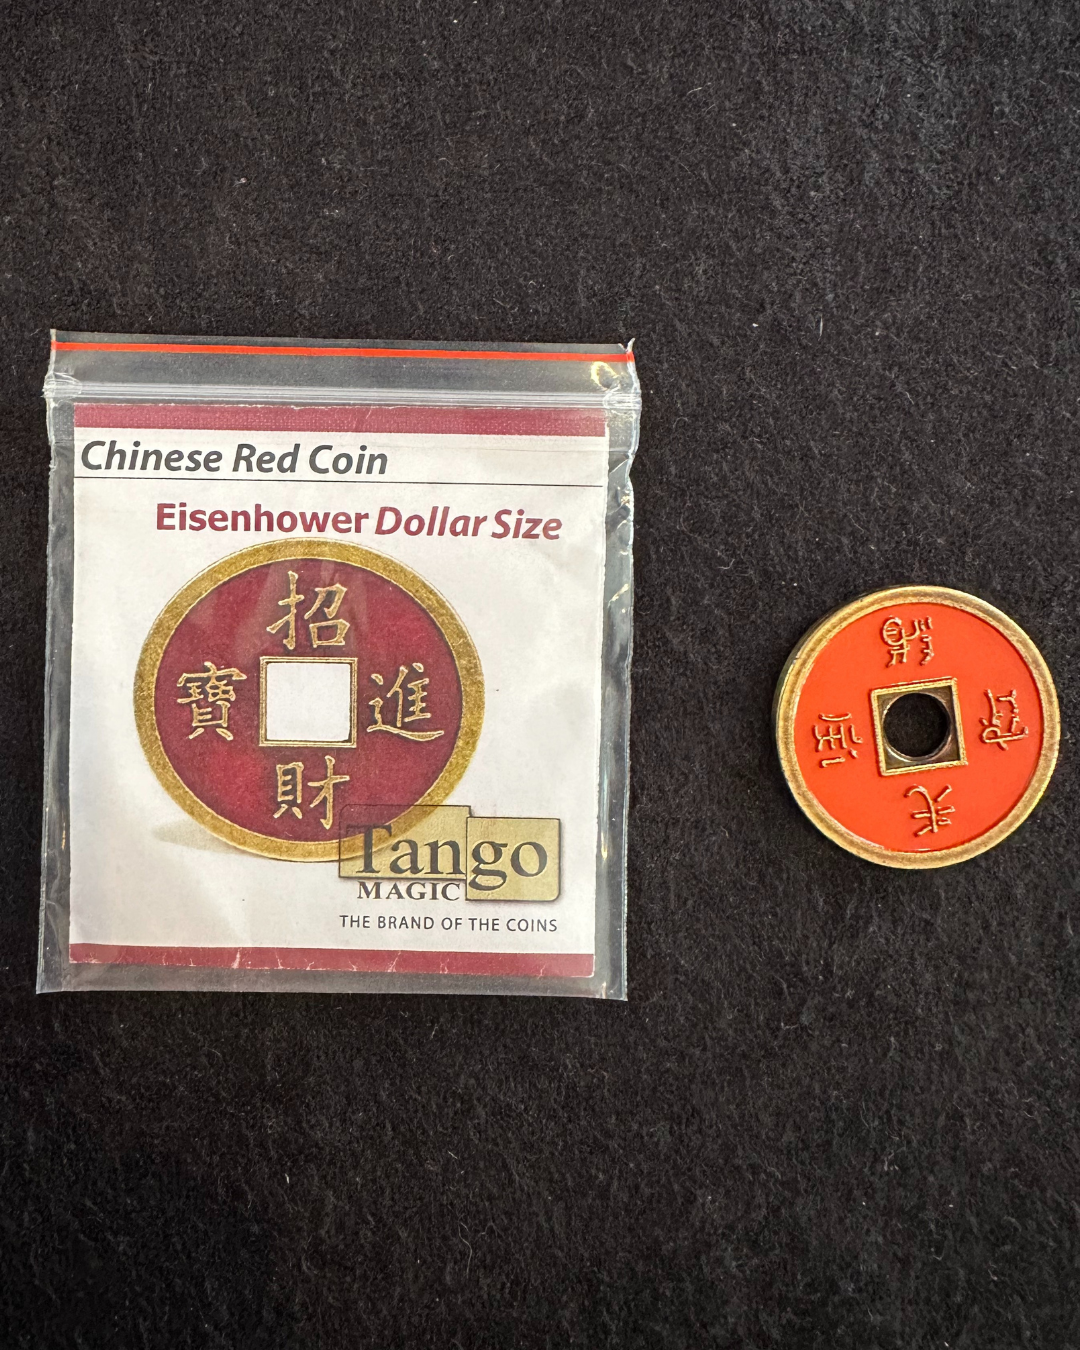 Chinese Red Coin
Eisenhower Dollar Size
招
寶 進
財
Tango
MAGIC
THE BRAND OF THE COINS